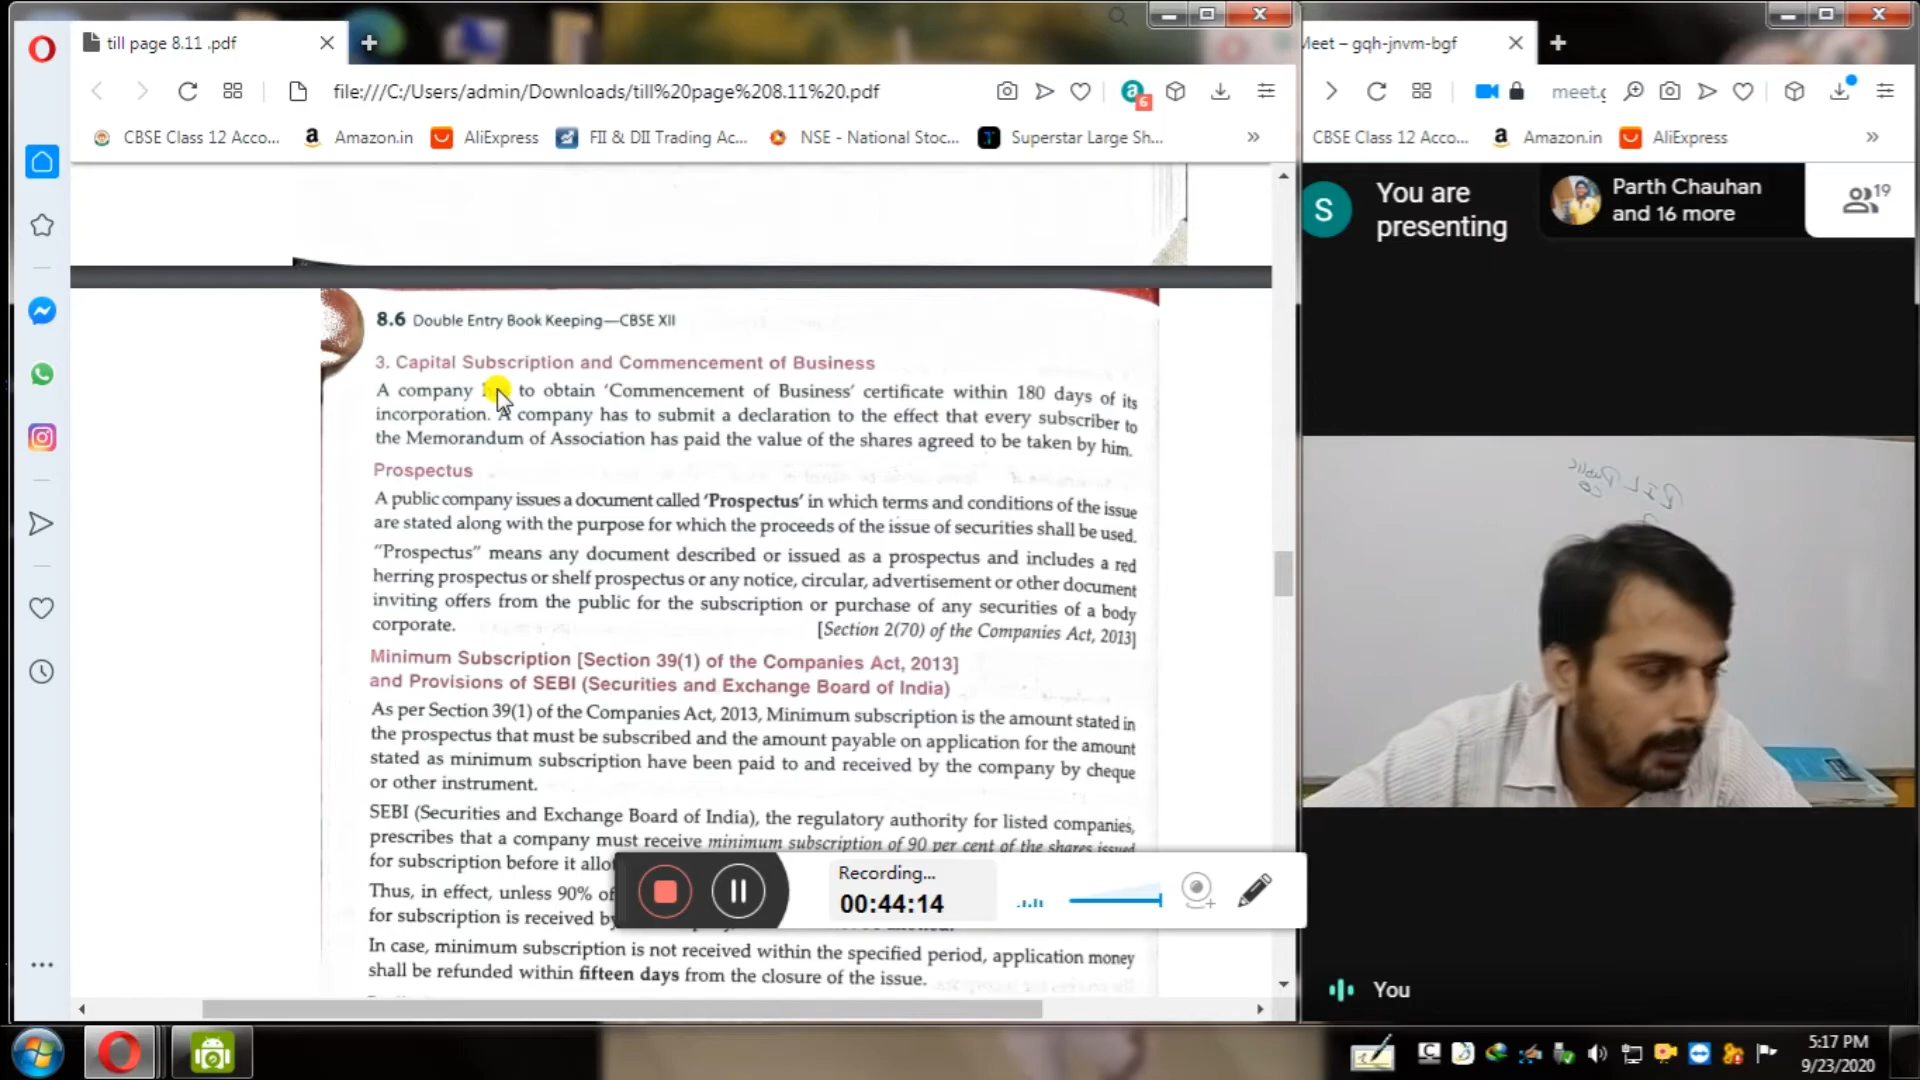 till page 8.11 .pdf
Meet – gqh-jnvm-bgf
file:///C:/Users/admin/Downloads/till%20page%208.11%20.pdf
6
meet.g
CBSE Class 12 Acco...
Amazon.in
AliExpress
FII & DII Trading Ac...
NSE - National Stoc...
Superstar Large Sh...
»
CBSE Class 12 Acco...
Amazon.in
AliExpress
»
S
You are
presenting
Parth Chauhan
and 16 more
19
8.6 Double Entry Book Keeping—CBSE XII
3. Capital Subscription and Commencement of Business
A company to obtain 'Commencement of Business' certificate within 180 days of its
incorporation. A company has to submit a declaration to the effect that every subscriber to
the Memorandum of Association has paid the value of the shares agreed to be taken by him.
Prospectus
A public company issues a document called 'Prospectus' in which terms and conditions of the issue
are stated along with the purpose for which the proceeds of the issue of securities shall be used.
"Prospectus" means any document described or issued as a prospectus and includes a red
herring prospectus or shelf prospectus or any notice, circular, advertisement or other document
inviting offers from the public for the subscription or purchase of any securities of a body
corporate. [Section 2(70) of the Companies Act, 2013]
Minimum Subscription [Section 39(1) of the Companies Act, 2013]
and Provisions of SEBI (Securities and Exchange Board of India)
As per Section 39(1) of the Companies Act, 2013, Minimum subscription is the amount stated in
the prospectus that must be subscribed and the amount payable on application for the amount
stated as minimum subscription have been paid to and received by the company by cheque
or other instrument.
SEBI (Securities and Exchange Board of India), the regulatory authority for listed companies,
prescribes that a company must receive minimum subscription of 90 per cent of the shares issued
for subscription before it allo
Thus, in effect, unless 90% of
for subscription is received by
In case, minimum subscription is not received within the specified period, application money
shall be refunded within fifteen days from the closure of the issue.
Recording...
00:44:14
RIL Public
Co
You
5:17 PM
9/23/2020